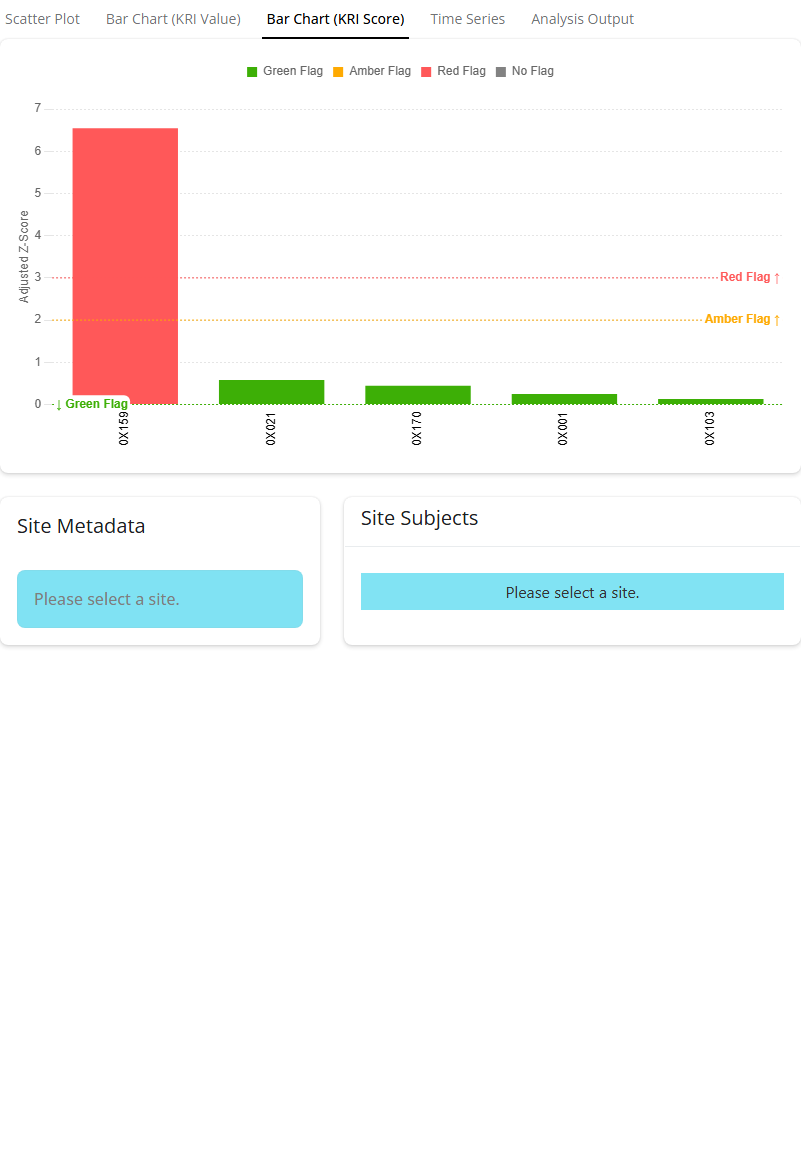 Scatter Plot Bar Chart (KRI Value) Bar Chart (KRI Score) Time Series Analysis Output
Green Flag Amber Flag Red Flag No Flag
Adjusted Z-Score
7
6
5
4
3
Red Flag ↑
2
Amber Flag ↑
1
0
↓ Green Flag
0X159
0X021
0X170
0X001
0X103
Site Metadata
Please select a site.
Site Subjects
Please select a site.